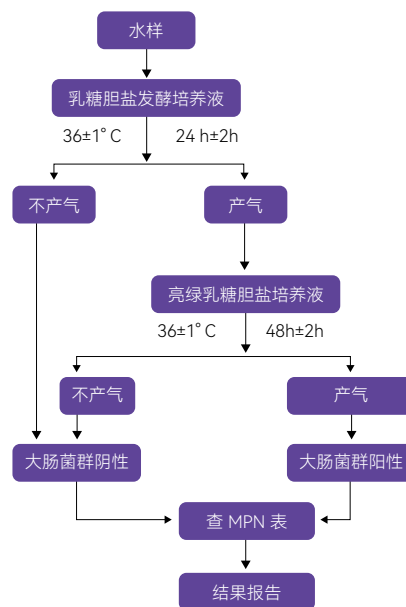 水样
乳糖胆盐发酵培养液
36±1°C 24 h±2h
不产气 产气
亮绿乳糖胆盐培养液
36±1°C 48h±2h
不产气 产气
大肠菌群阴性 大肠菌群阳性
查 MPN 表
结果报告